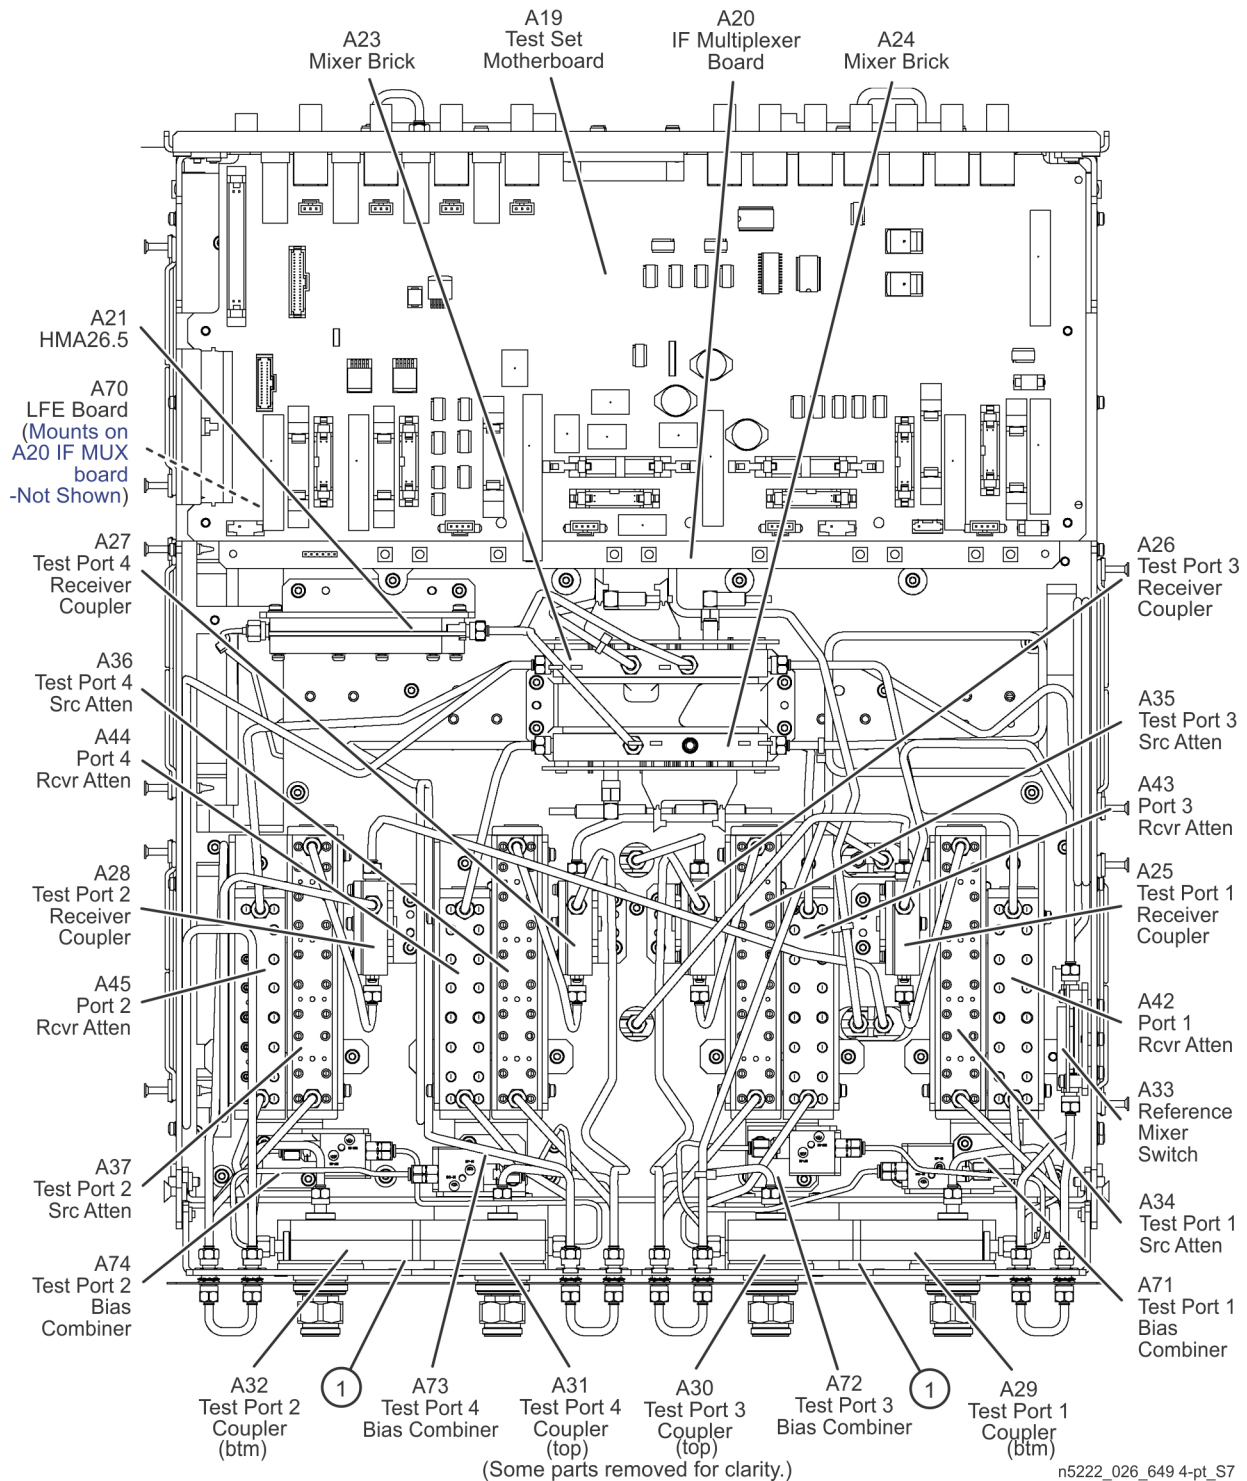 A23
Mixer Brick
A19
Test Set
Motherboard
A20
IF Multiplexer
Board
A24
Mixer Brick
A21
HMA26.5
A70
LFE Board
(Mounts on
A20 IF MUX
board
-Not Shown)
A27
Test Port 4
Receiver
Coupler
A36
Test Port 4
Src Atten
A44
Port 4
Rcvr Atten
A28
Test Port 2
Receiver
Coupler
A45
Port 2
Rcvr Atten
A37
Test Port 2
Src Atten
A74
Test Port 2
Bias
Combiner
A26
Test Port 3
Receiver
Coupler
A35
Test Port 3
Src Atten
A43
Port 3
Rcvr Atten
A25
Test Port 1
Receiver
Coupler
A42
Port 1
Rcvr Atten
A33
Reference
Mixer
Switch
A34
Test Port 1
Src Atten
A71
Test Port 1
Bias
Combiner
A32
Test Port 2
Coupler
(btm)
1
A73
Test Port 4
Bias Combiner
A31
Test Port 4
Coupler
(top)
A30
Test Port 3
Coupler
(top)
A72
Test Port 3
Bias Combiner
1
A29
Test Port 1
Coupler
(btm)
(Some parts removed for clarity.)
n5222_026_649 4-pt_S7